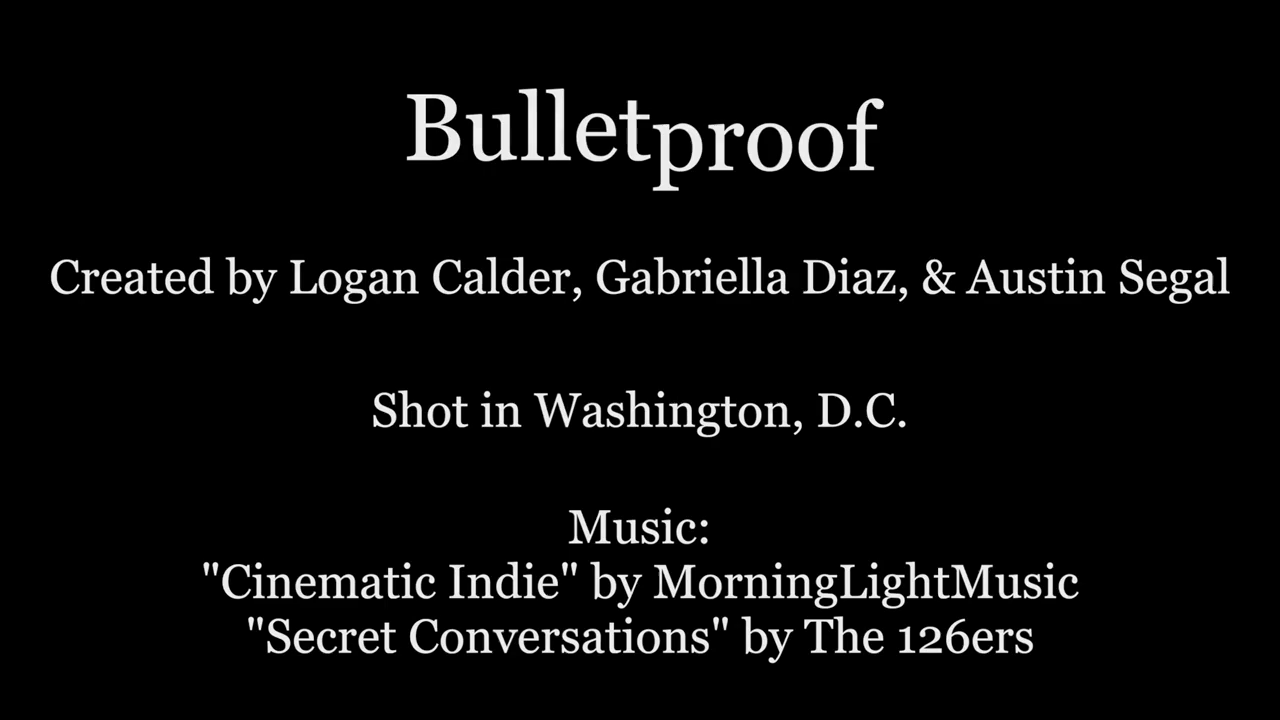 Bulletproof
Created by Logan Calder, Gabriella Diaz, & Austin Segal
Shot in Washington, D.C.
Music:
"Cinematic Indie" by MorningLightMusic
"Secret Conversations" by The 126ers